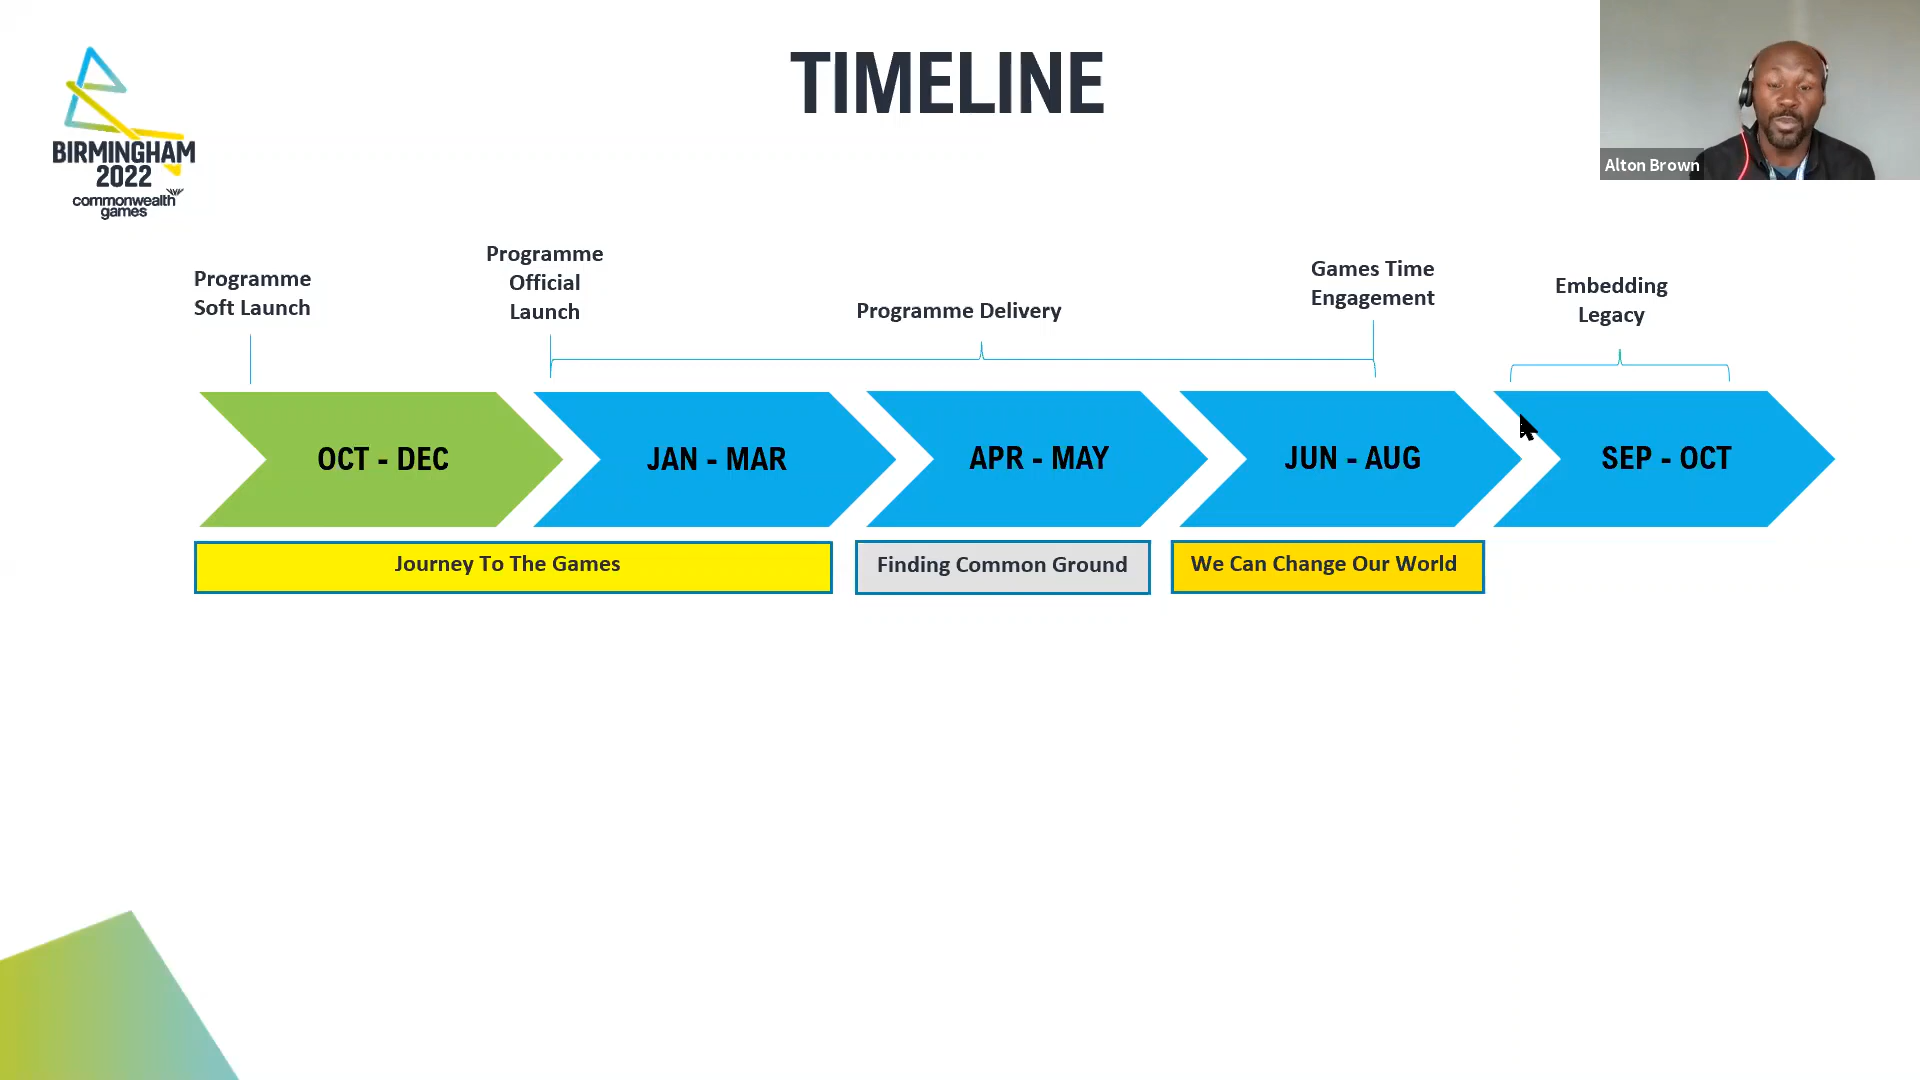 TIMELINE
BIRMINGHAM
2022
commonwealth
games
Alton Brown
Programme
Soft Launch
Programme
Official
Launch
Programme Delivery
Games Time
Engagement
Embedding
Legacy
OCT - DEC
JAN - MAR
APR - MAY
JUN - AUG
SEP - OCT
Journey To The Games
Finding Common Ground
We Can Change Our World